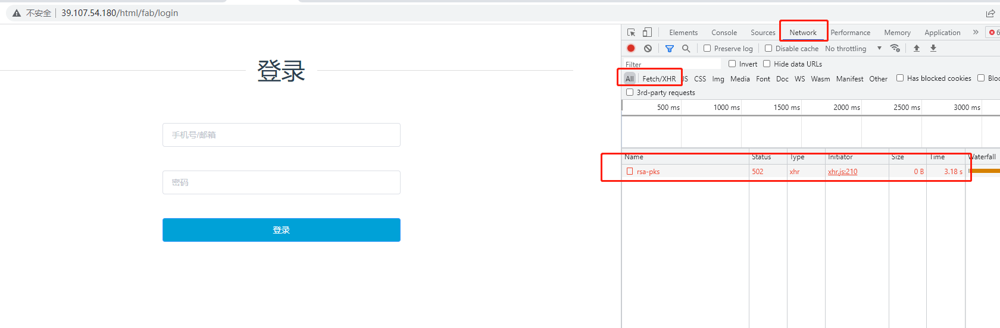 不安全 39.107.54.180/html/fab/login
登录
手机号/邮箱
密码
登录
Elements Console Sources Network Performance Memory Application » 6
Preserve log Disable cache No throttling
Filter Invert Hide data URLs
All Fetch/XHR JS CSS Img Media Font Doc WS Wasm Manifest Other Has blocked cookies Bloc
3rd-party requests
500 ms 1000 ms 1500 ms 2000 ms 2500 ms 3000 ms
Name Status Type Initiator Size Time Waterfall
rsa-pks 502 xhr xhr.js:210 0 B 3.18 s